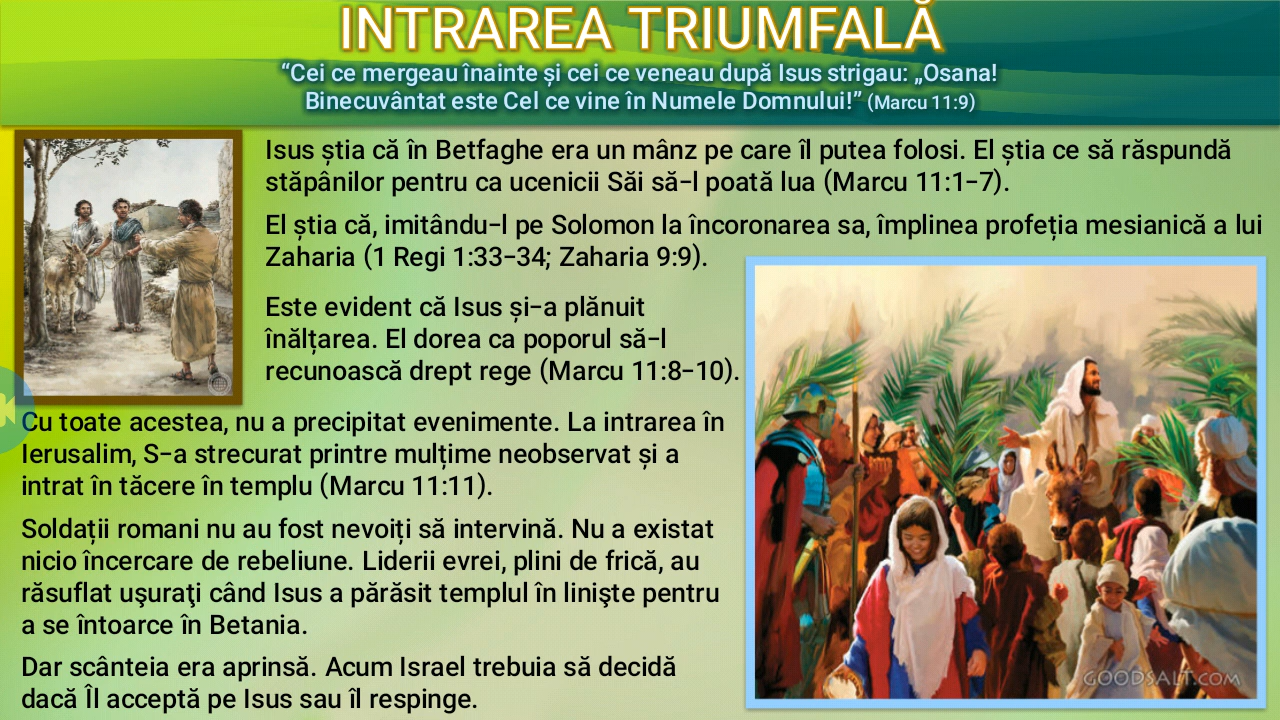 INTRAREA TRIUMFALĂ
“Cei ce mergeau înainte și cei ce veneau după Isus strigau: „Osana!
Binecuvântat este Cel ce vine în Numele Domnului!” (Marcu 11:9)
Isus știa că în Betfaghe era un mânz pe care îl putea folosi. El știa ce să răspundă
stăpânilor pentru ca ucenicii Săi să-l poată lua (Marcu 11:1-7).
El știa că, imitându-l pe Solomon la încoronarea sa, împlinea profeția mesianică a lui
Zaharia (1 Regi 1:33-34; Zaharia 9:9).
Este evident că Isus și-a plănuit
înălțarea. El dorea ca poporul să-l
recunoască drept rege (Marcu 11:8-10).
Cu toate acestea, nu a precipitat evenimente. La intrarea în
Ierusalim, S-a strecurat printre mulțime neobservat și a
intrat în tăcere în templu (Marcu 11:11).
Soldații romani nu au fost nevoiți să intervină. Nu a existat
nicio încercare de rebeliune. Liderii evrei, plini de frică, au
răsuflat uşuraţi când Isus a părăsit templul în linişte pentru
a se întoarce în Betania.
Dar scânteia era aprinsă. Acum Israel trebuia să decidă
dacă Îl acceptă pe Isus sau îl respinge.
GOODSALT.COM